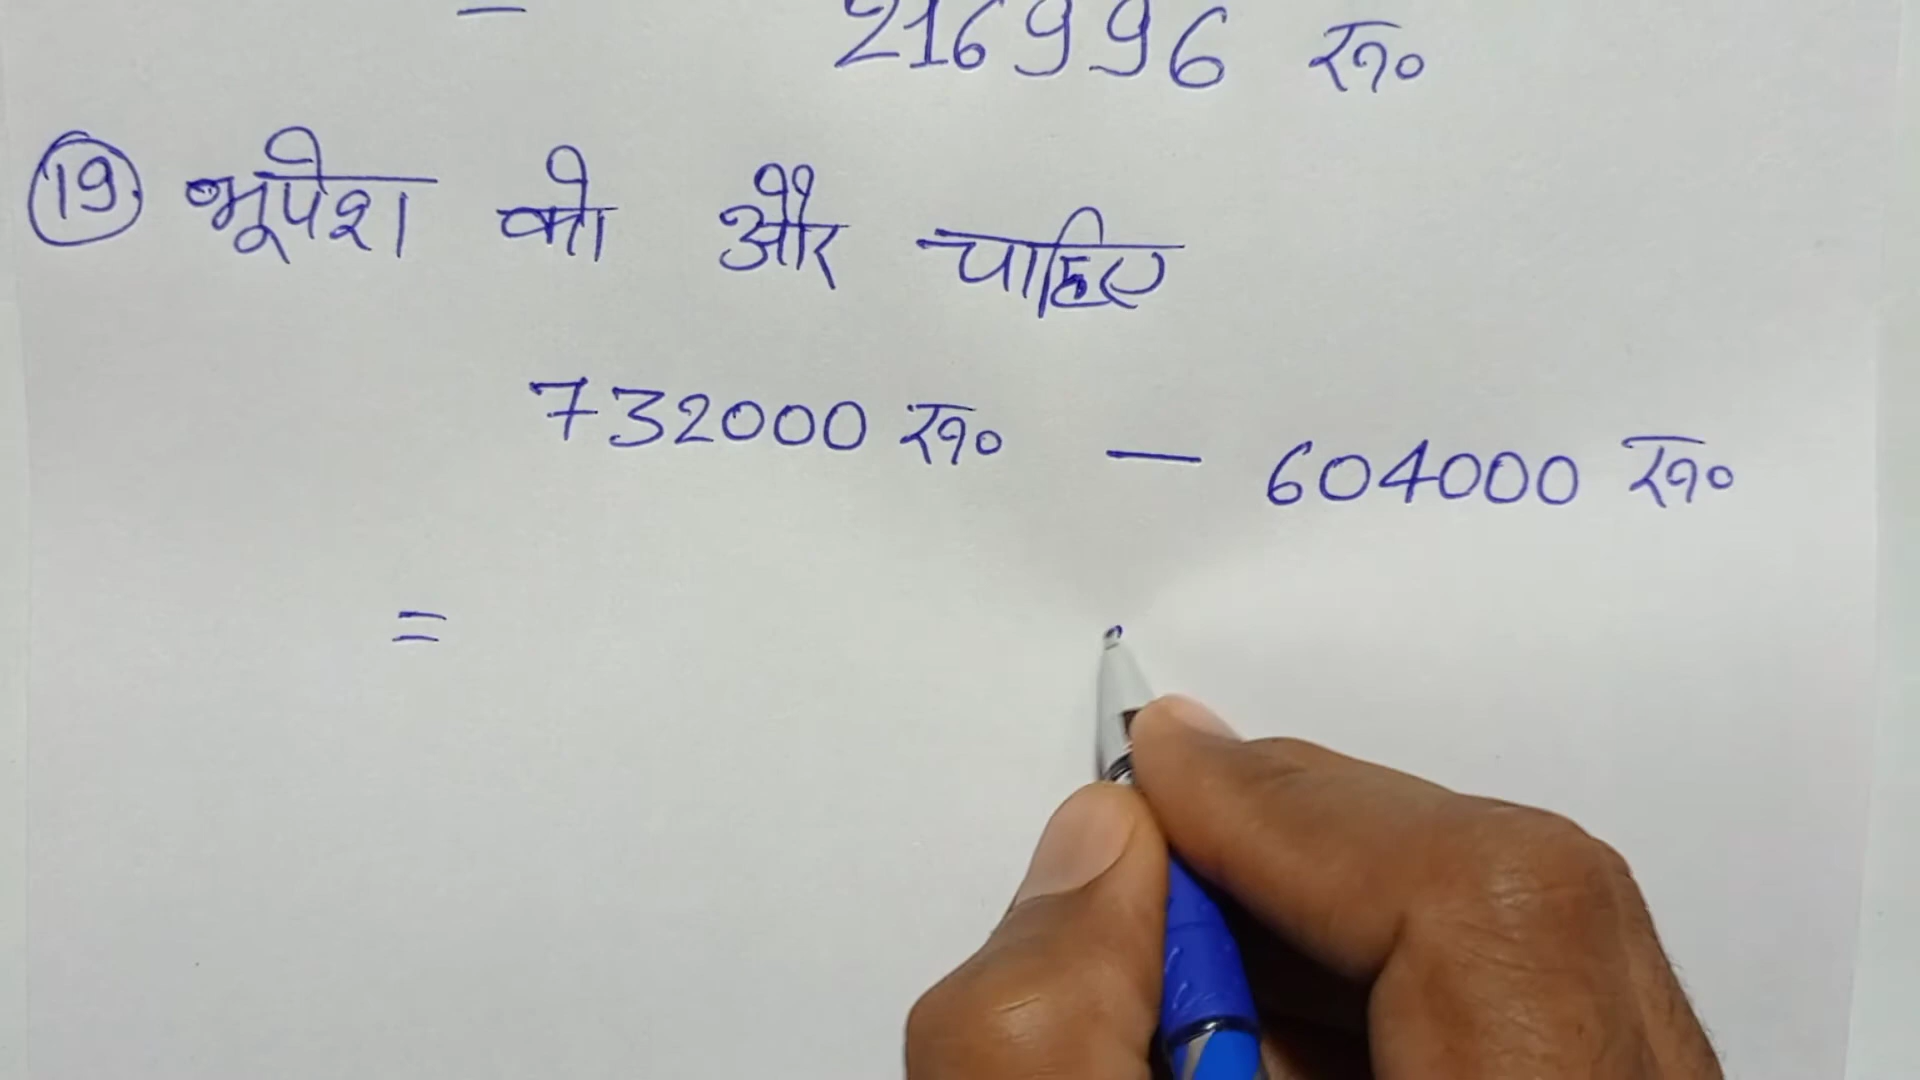 = 216996 रू०
19. भूपेश को और चाहिए
732000 रू० — 604000 रू०
=